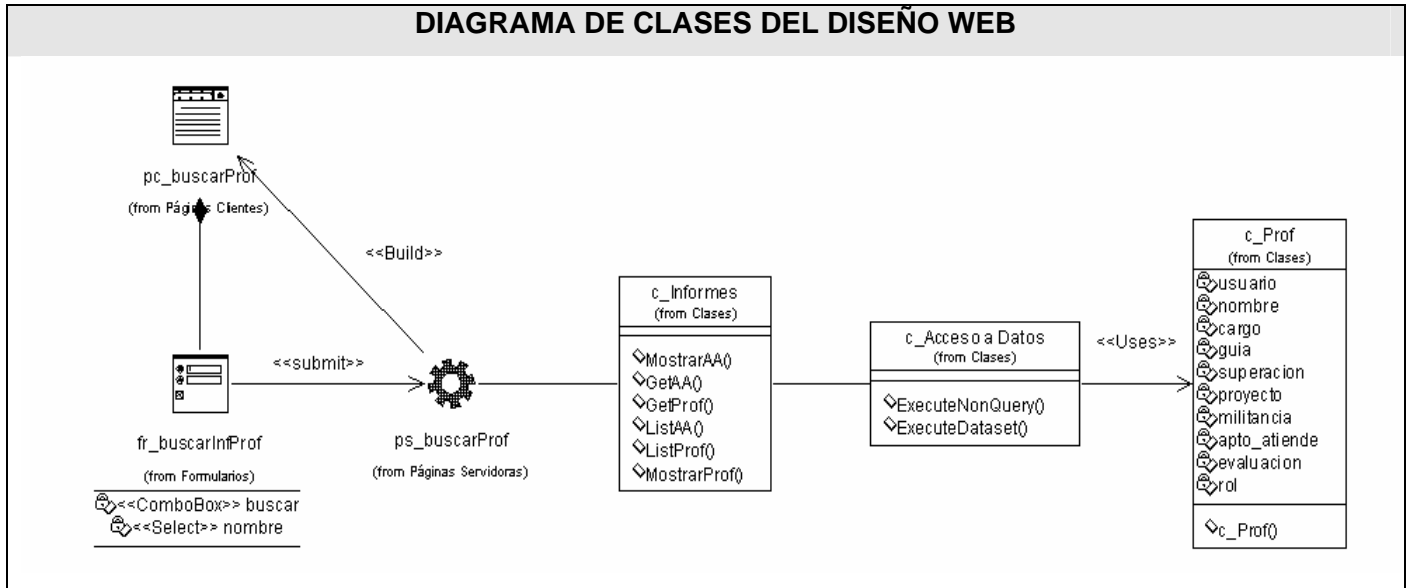 DIAGRAMA DE CLASES DEL DISEÑO WEB
pc_buscarProf
(from Páginas Clientes)
<<Build>>
<<submit>>
fr_buscarInfProf
(from Formularios)
<<ComboBox>> buscar
<<Select>> nombre
ps_buscarProf
(from Páginas Servidoras)
c_Informes
(from Clases)
MostrarAA()
GetAA()
GetProf()
ListAA()
ListProf()
MostrarProf()
c_Acceso a Datos
(from Clases)
ExecuteNonQuery()
ExecuteDataset()
<<Uses>>
c_Prof
(from Clases)
usuario
nombre
cargo
guia
superacion
proyecto
militancia
apto_atiende
evaluacion
rol
c_Prof()